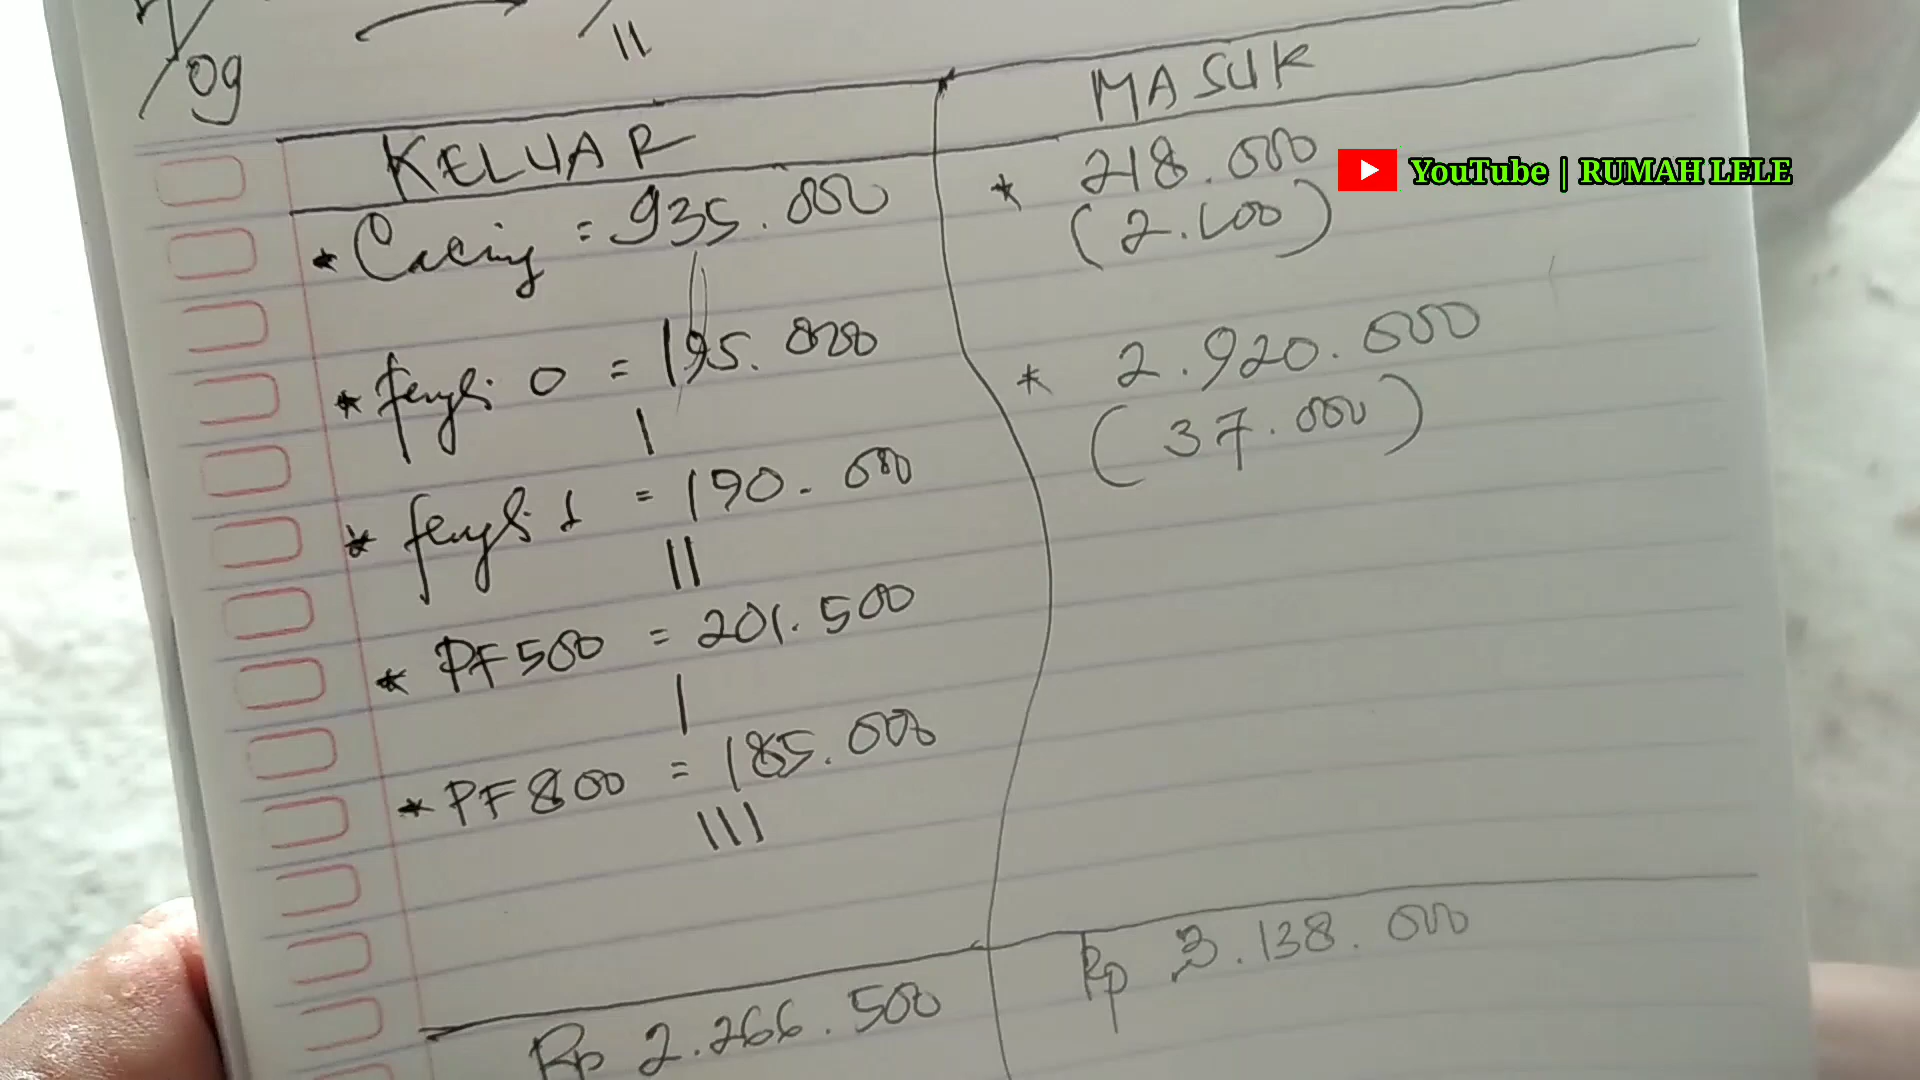 /09
/11
KELUAR
MASUK
* Cacing = 935.000
* 218.000
(2.100)
YouTube | RUMAH LELE
* fengli 0 = 195.000
|
* 2.920.000
(37.000)
* fengli 1 = 190.000
||
* PF500 = 201.500
|
* PF800 = 185.000
|||
Rp 2.266.500
Rp 3.138.000